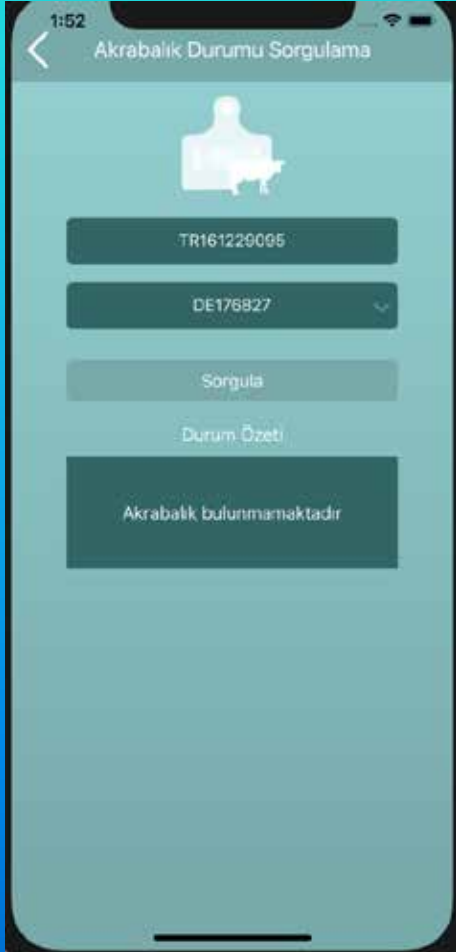 1:52
Akrabalık Durumu Sorgulama
TR161229095
DE176827
Sorgula
Durum Özeti
Akrabalık bulunmamaktadır